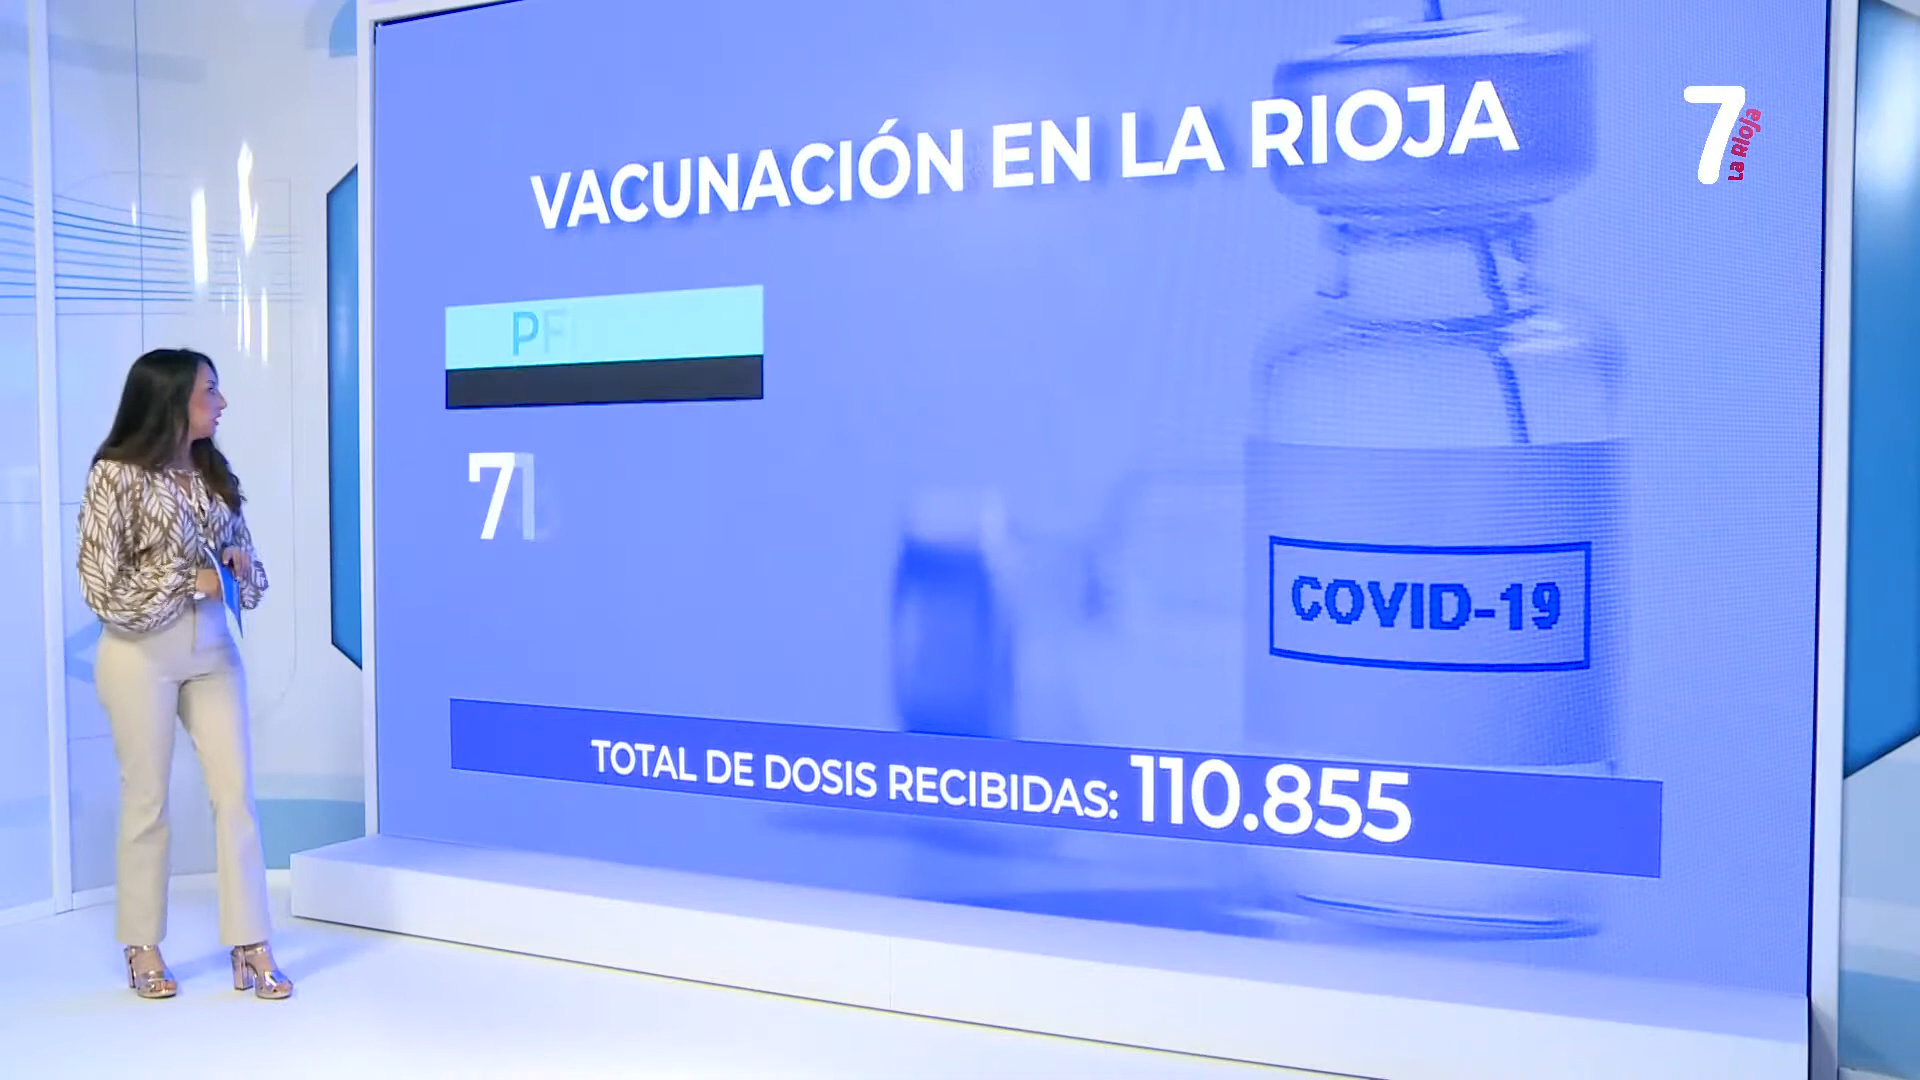 VACUNACIÓN EN LA RIOJA
7
La Rioja
COVID-19
TOTAL DE DOSIS RECIBIDAS: 110.855